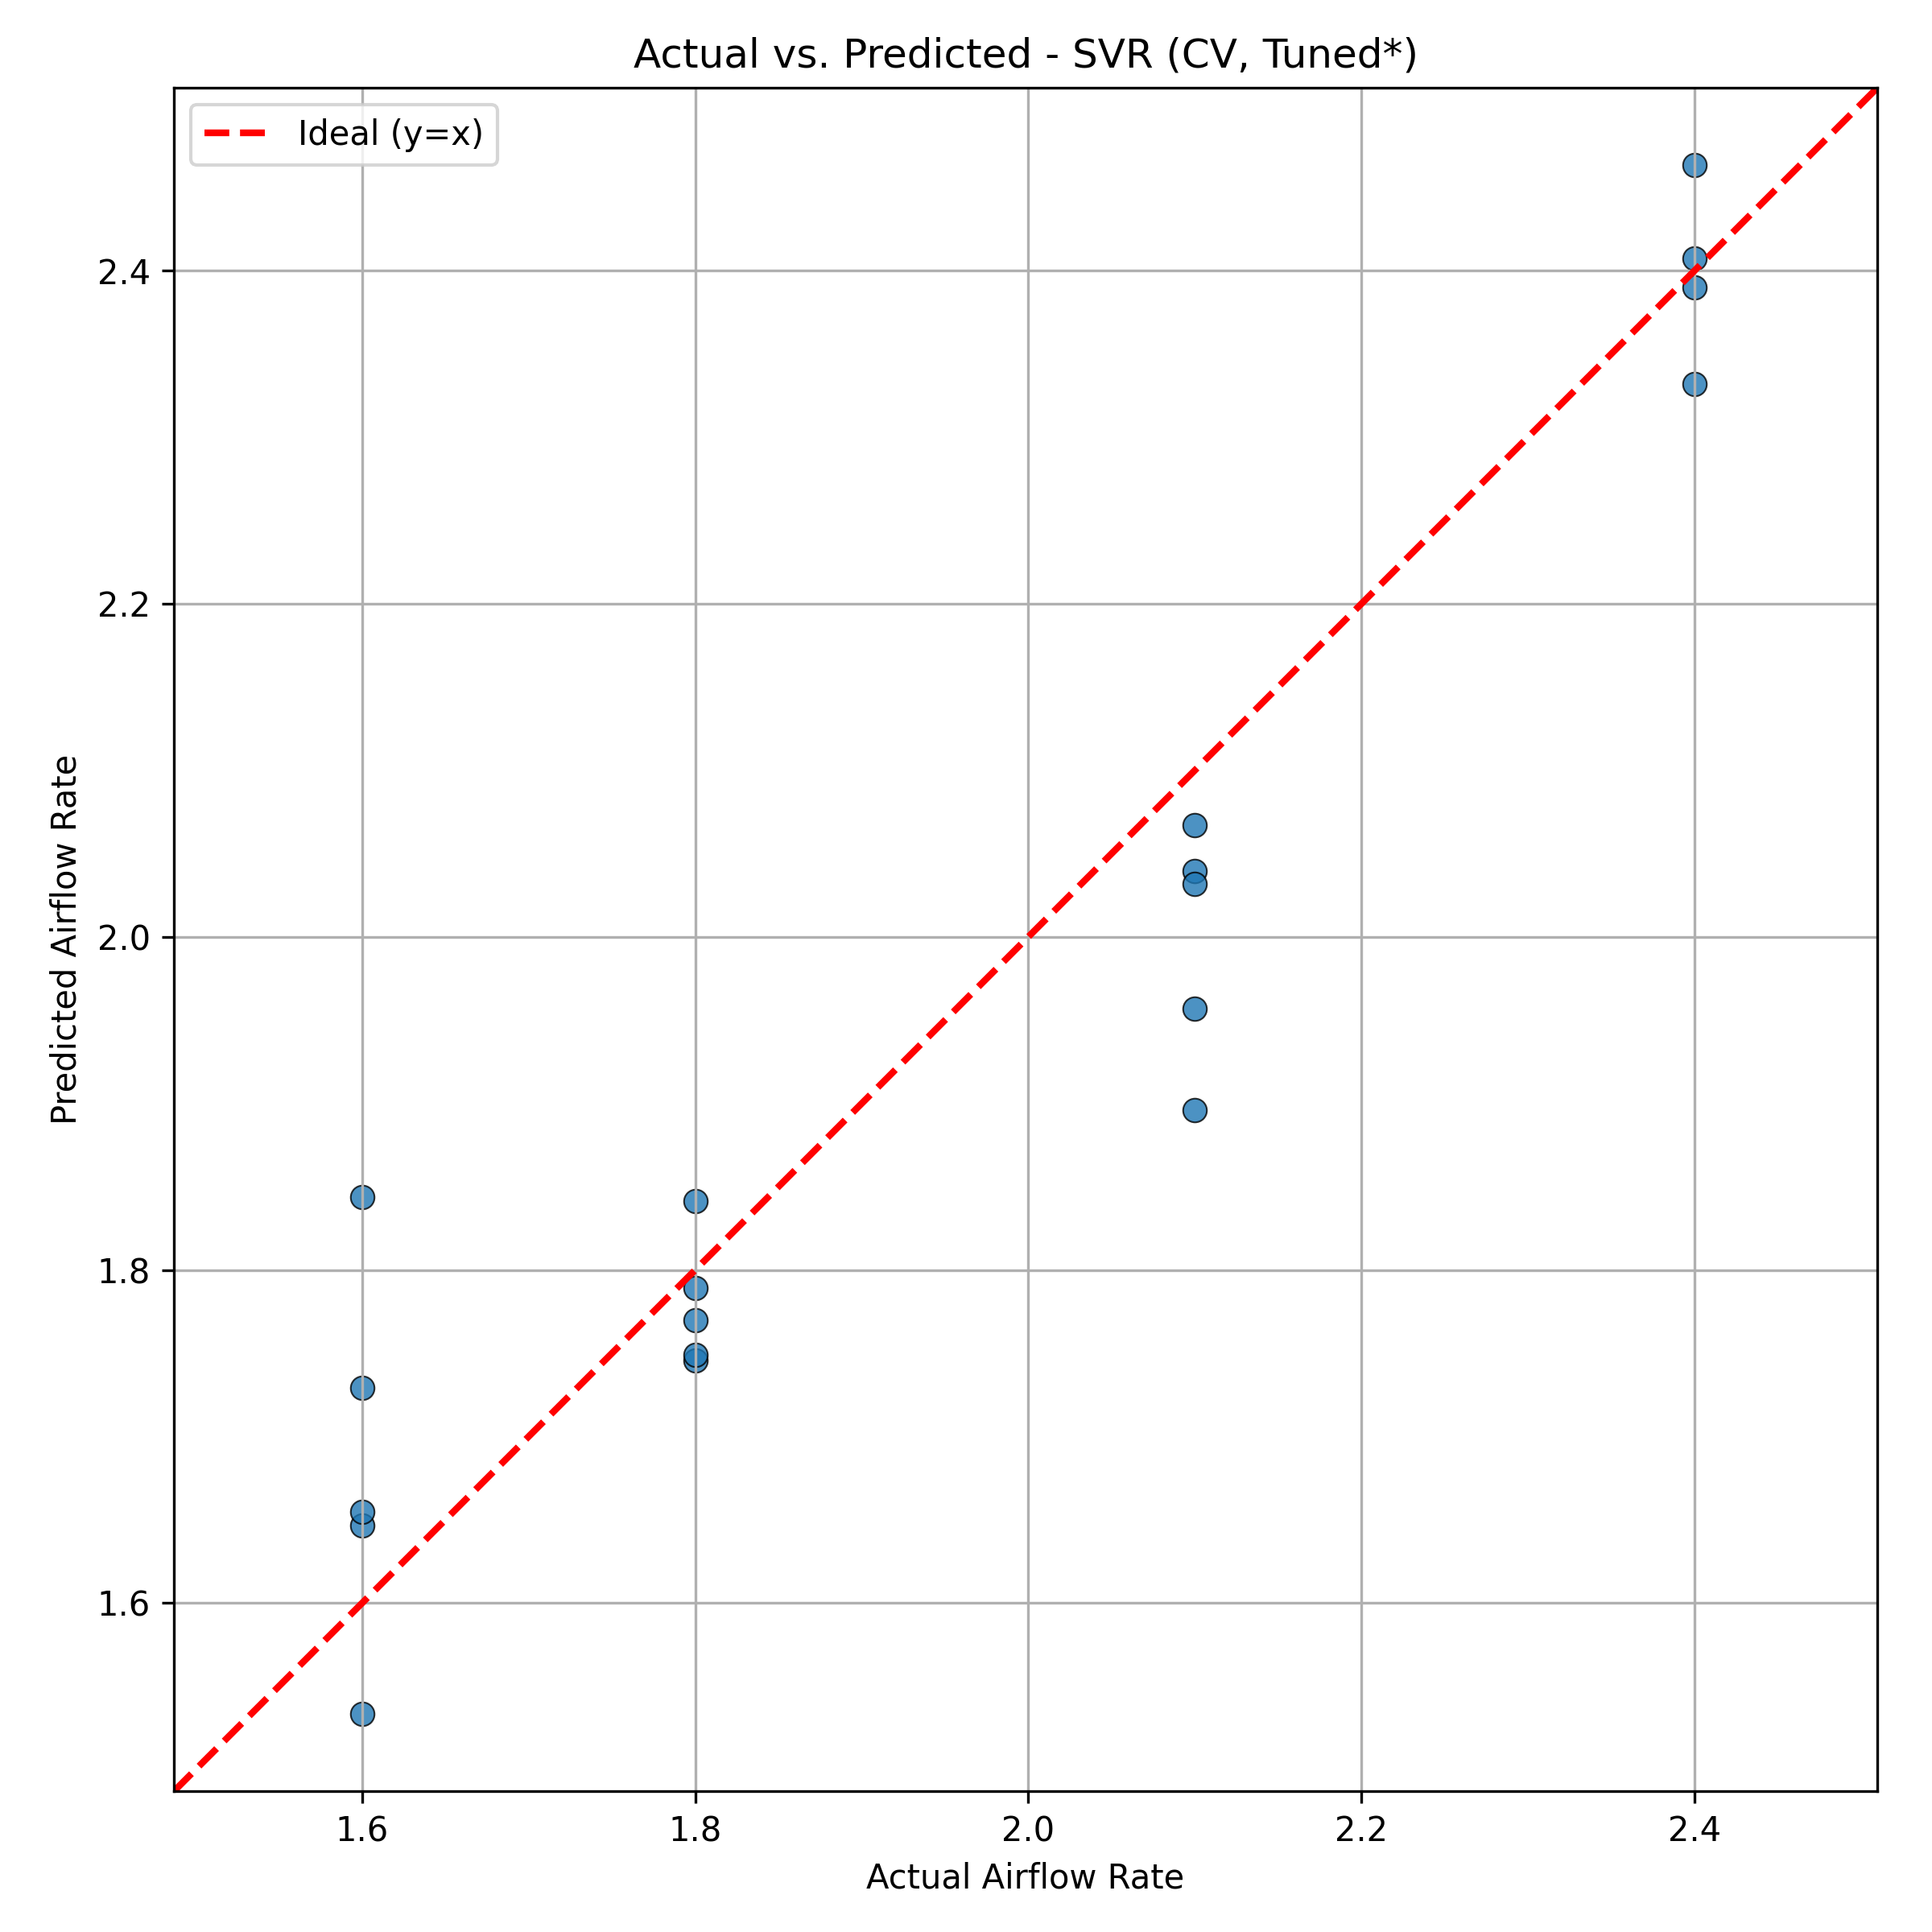 Actual vs. Predicted - SVR (CV, Tuned*)
Ideal (y=x)
Predicted Airflow Rate
2.4
2.2
2.0
1.8
1.6
1.6 1.8 2.0 2.2 2.4
Actual Airflow Rate